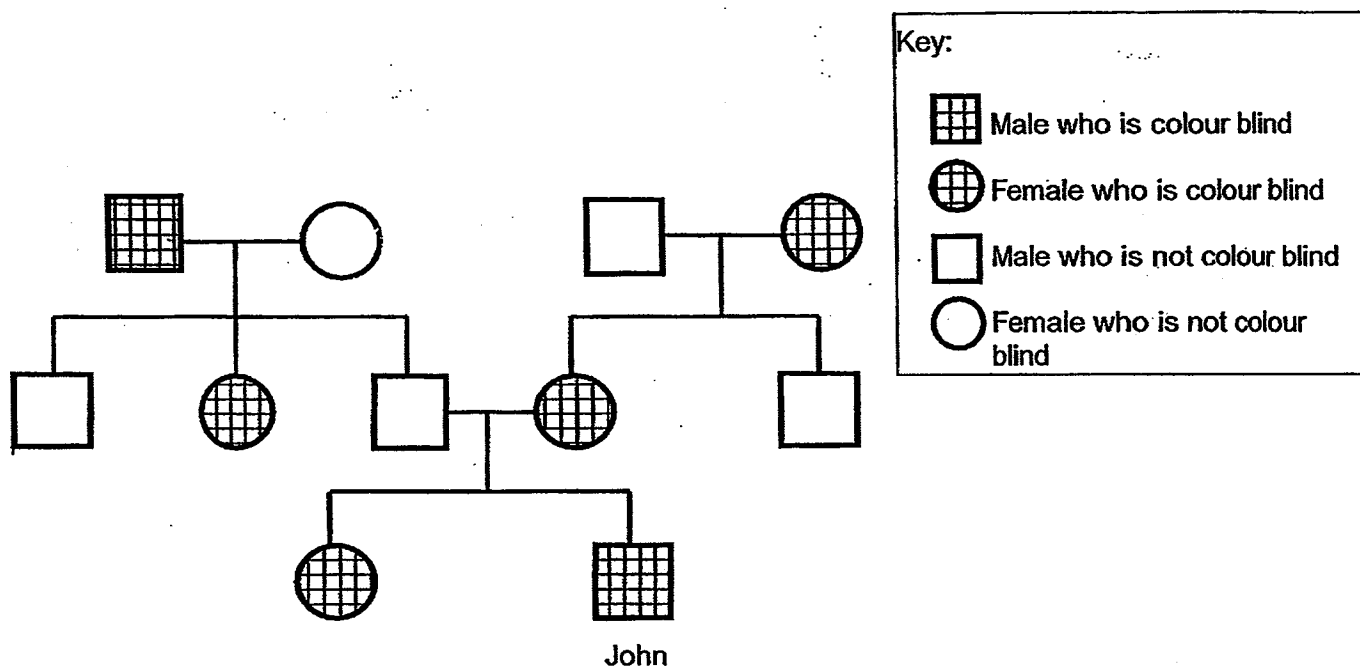 Key:
Male who is colour blind
Female who is colour blind
Male who is not colour blind
Female who is not colour
blind
John